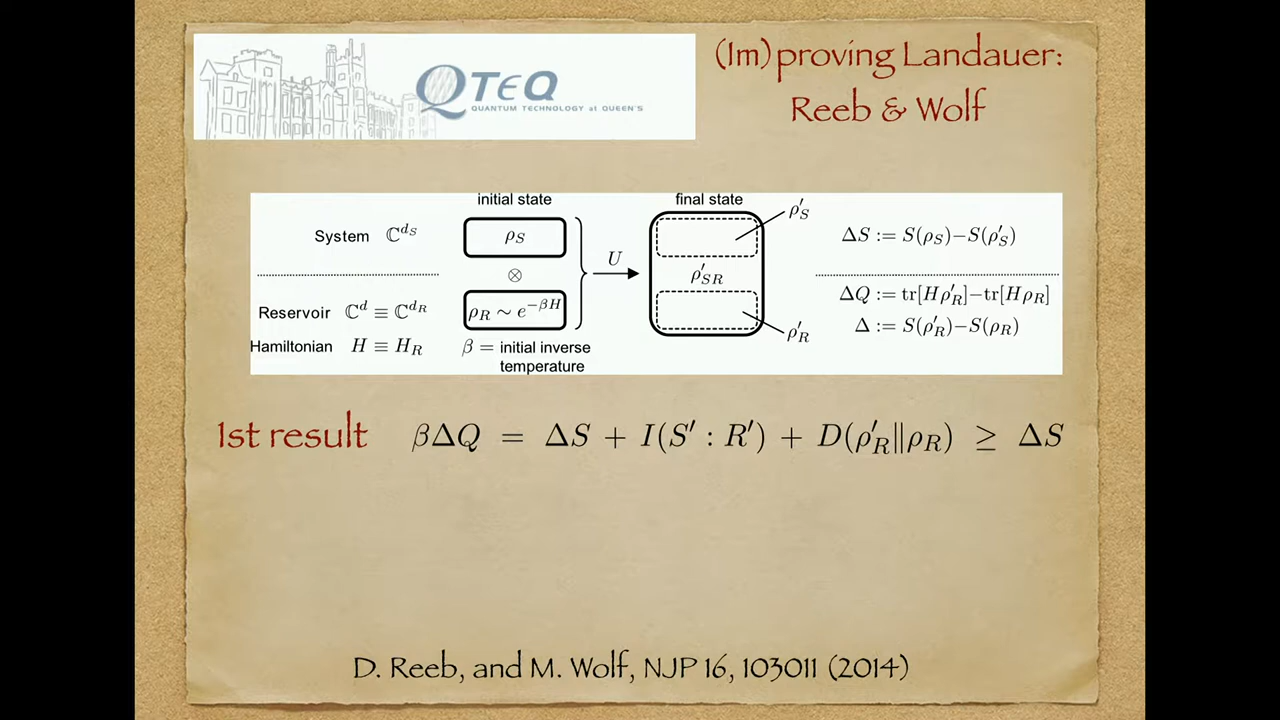 QTEQ
QUANTUM TECHNOLOGY at QUEEN'S
(Im)proving Landauer:
Reeb & Wolf
initial state
final state
System ℂ^{d_S}
ρ_S
⊗
U
ρ′_S
ρ′_{SR}
ρ′_R
ΔS := S(ρ_S)−S(ρ′_S)
Reservoir ℂ^d ≡ ℂ^{d_R}
ρ_R ∼ e^{−βH}
ΔQ := tr[Hρ′_R]−tr[Hρ_R]
Δ := S(ρ′_R)−S(ρ_R)
Hamiltonian H ≡ H_R
β = initial inverse
temperature
1st result βΔQ = ΔS + I(S′ : R′) + D(ρ′_R‖ρ_R) ≥ ΔS
D. Reeb, and M. Wolf, NJP 16, 103011 (2014)